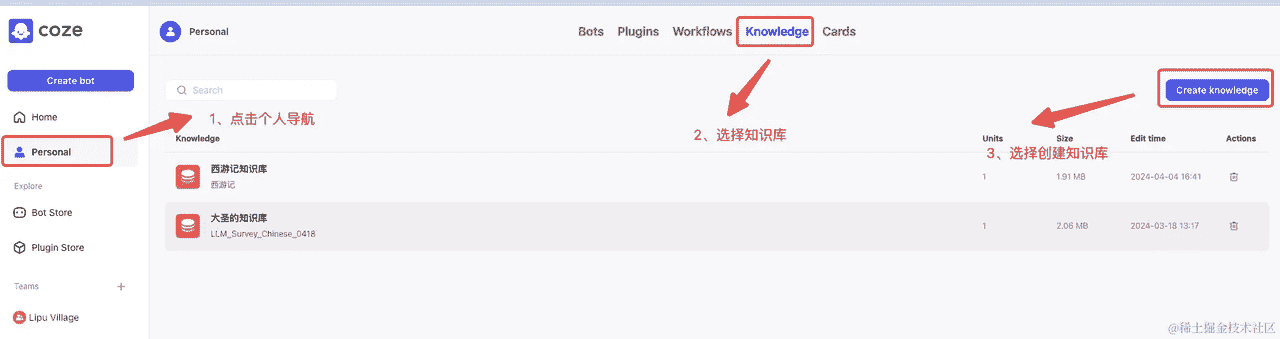 coze
Personal
Bots Plugins Workflows Knowledge Cards
Create bot
Search
Create knowledge
Home
1、点击个人导航
2、选择知识库
Knowledge
Units Size Edit time Actions
Personal
3、选择创建知识库
西游记知识库
西游记
1 1.91 MB 2024-04-04 16:41
Explore
Bot Store
大圣的知识库
LLM_Survey_Chinese_0418
1 2.06 MB 2024-03-18 13:17
Plugin Store
Teams +
Lipu Village
@稀土掘金技术社区